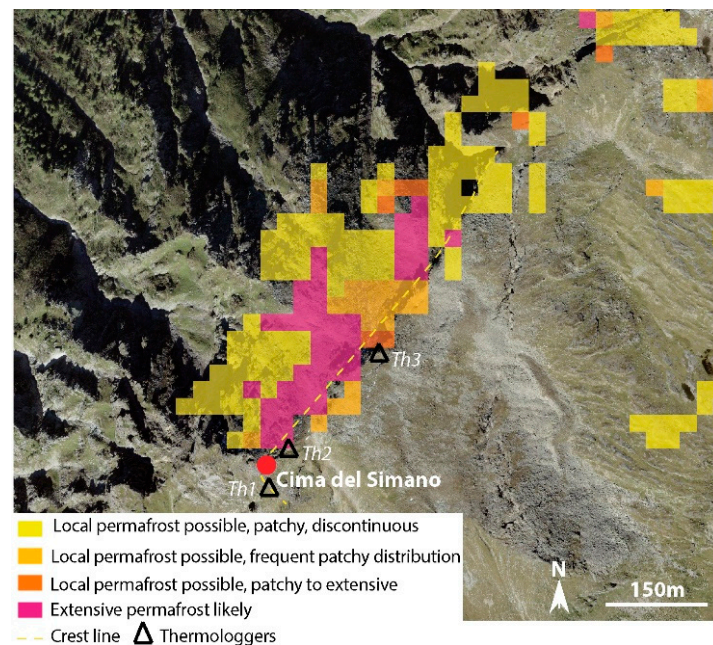 Th3
Th2
Cima del Simano
Th1
Local permafrost possible, patchy, discontinuous
Local permafrost possible, frequent patchy distribution
Local permafrost possible, patchy to extensive
Extensive permafrost likely
Crest line Thermologgers
N
150m